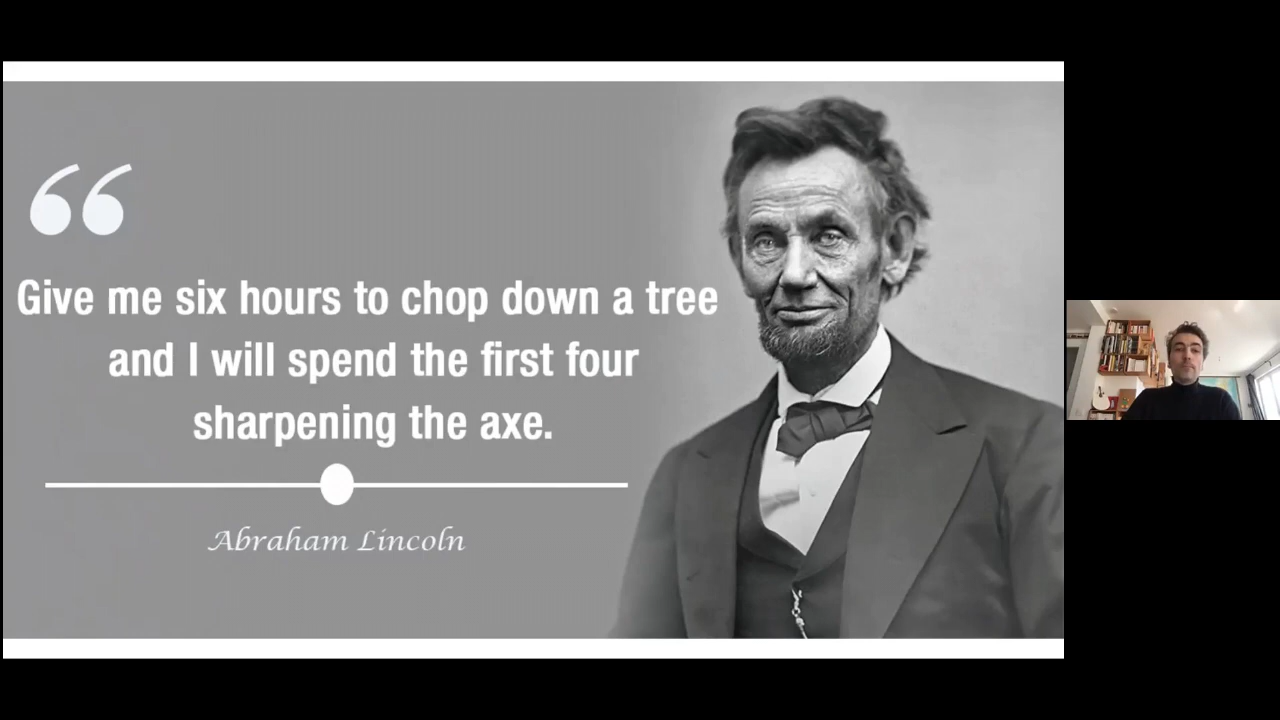 “
Give me six hours to chop down a tree
and I will spend the first four
sharpening the axe.
Abraham Lincoln